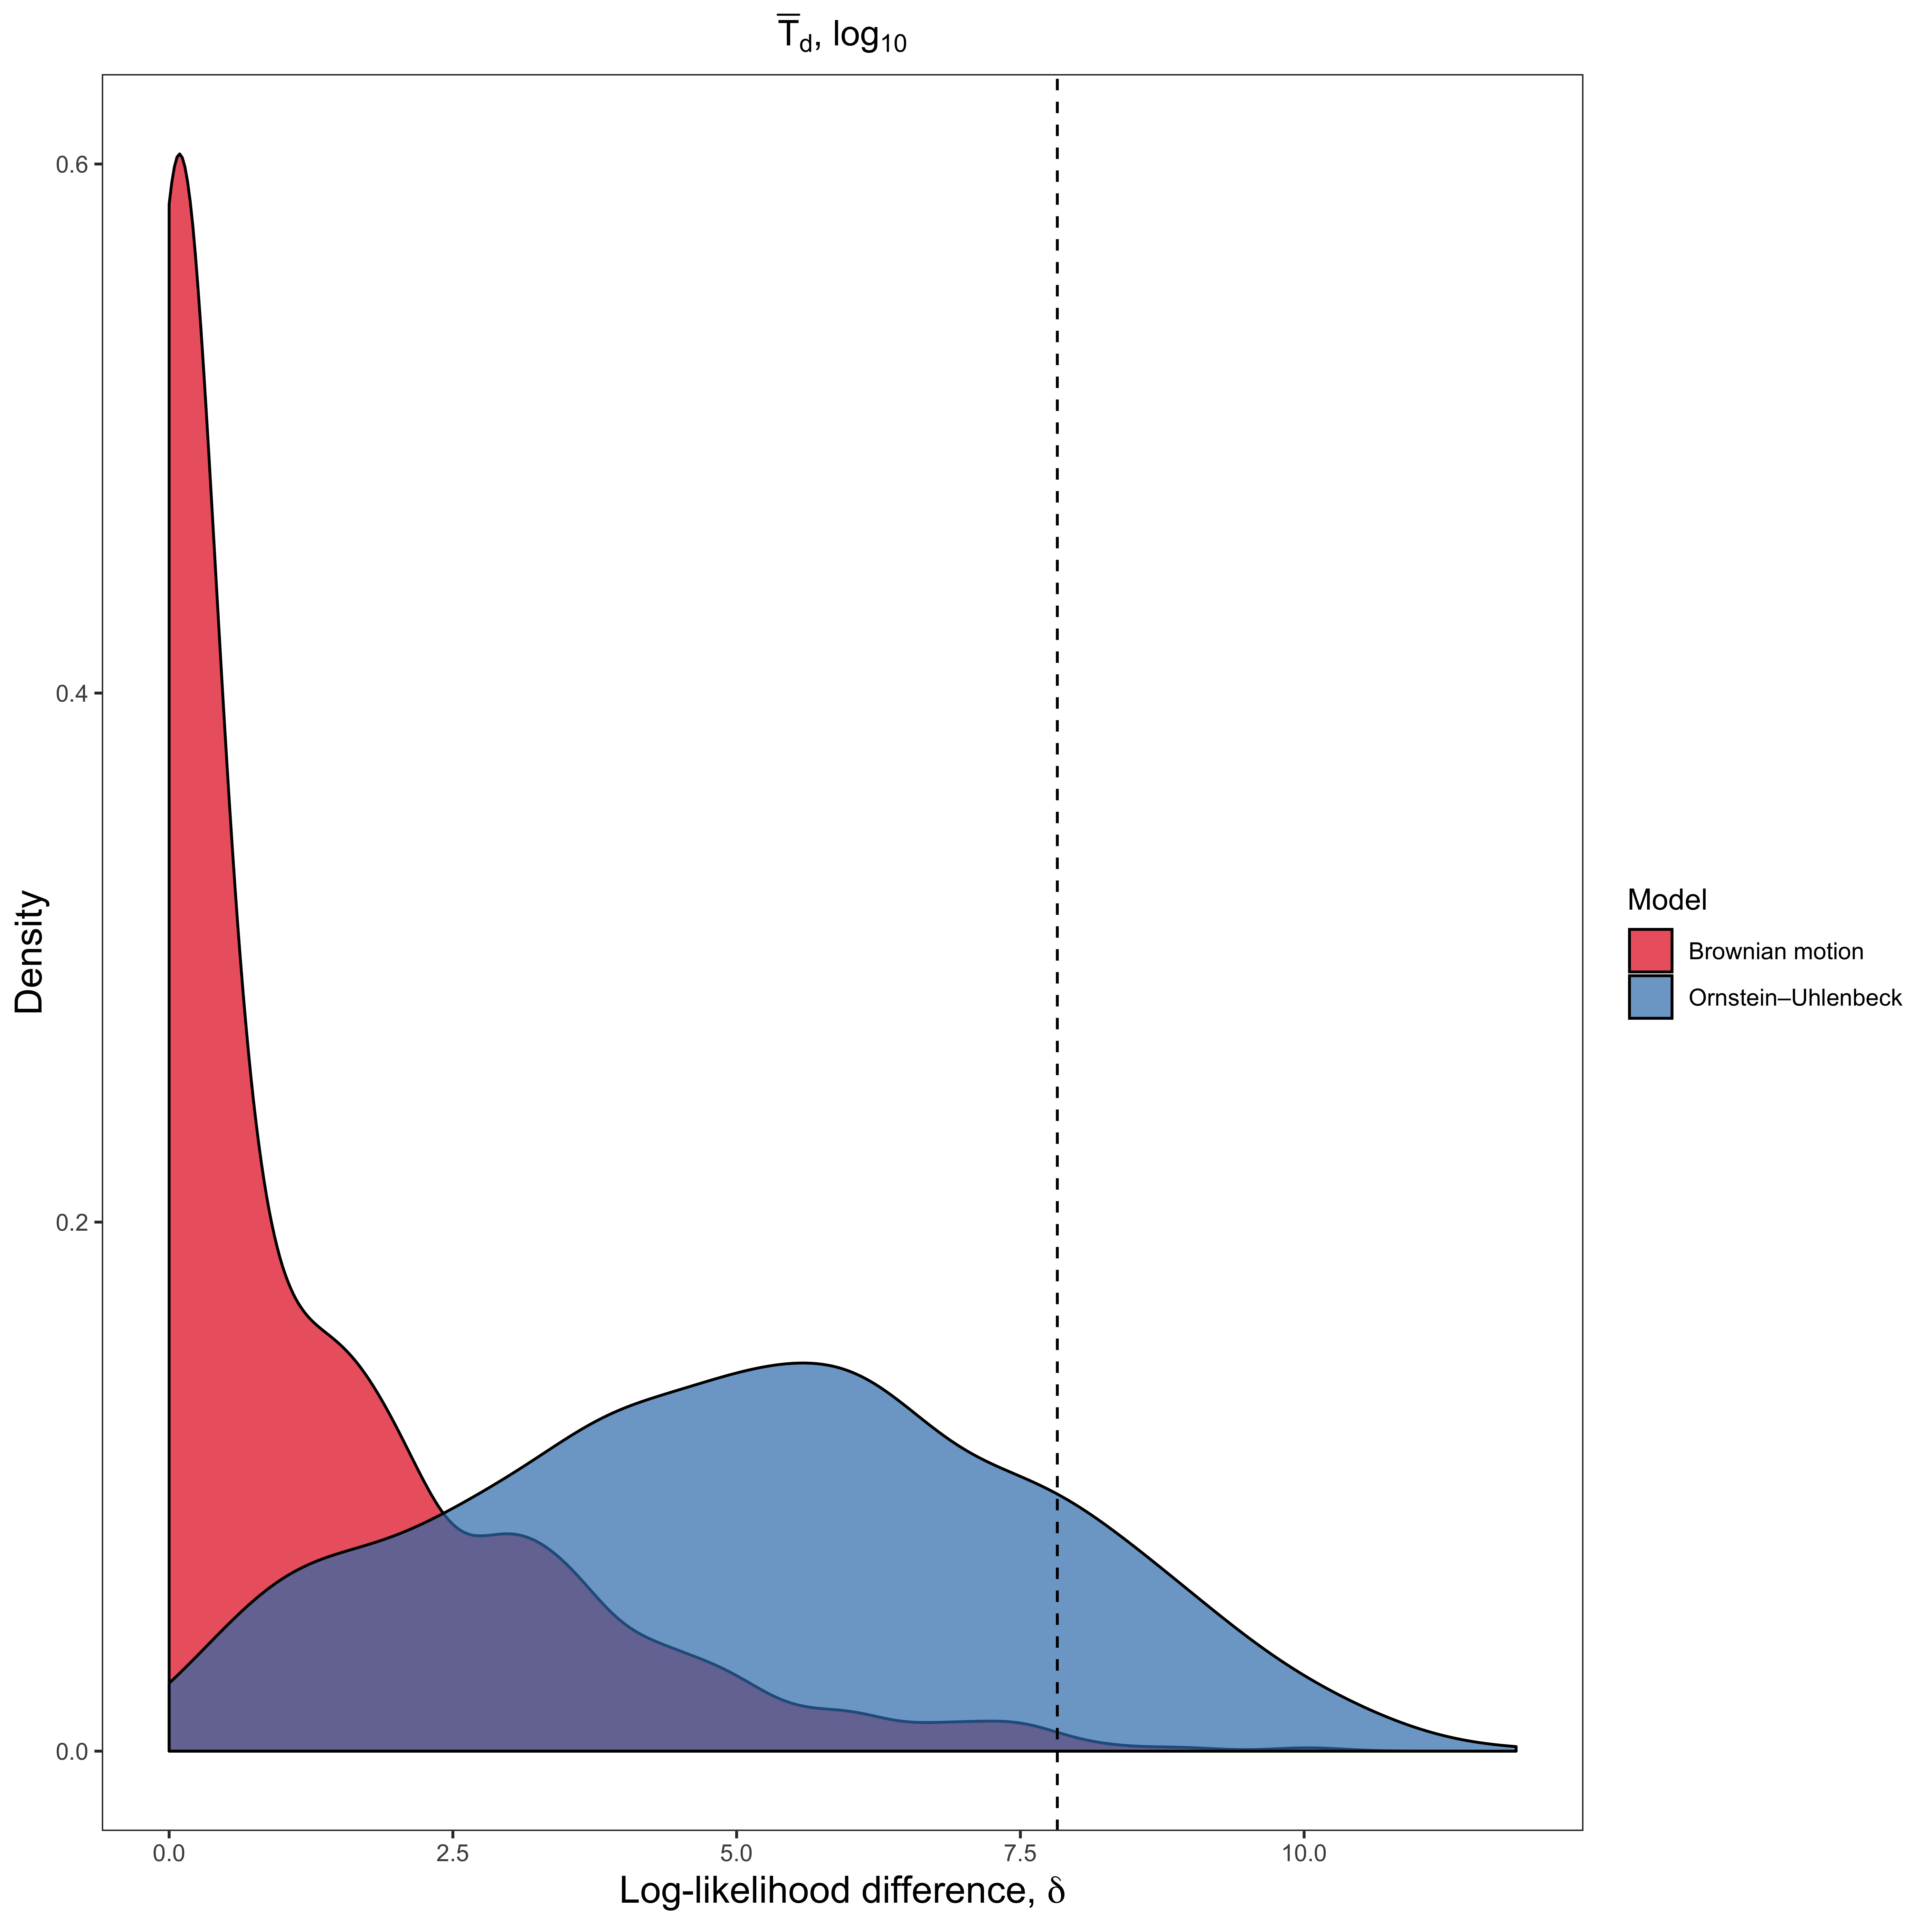 T̅d, log10
Density
0.6
0.4
0.2
0.0
0.0 2.5 5.0 7.5 10.0
Log-likelihood difference, δ
Model
Brownian motion
Ornstein–Uhlenbeck